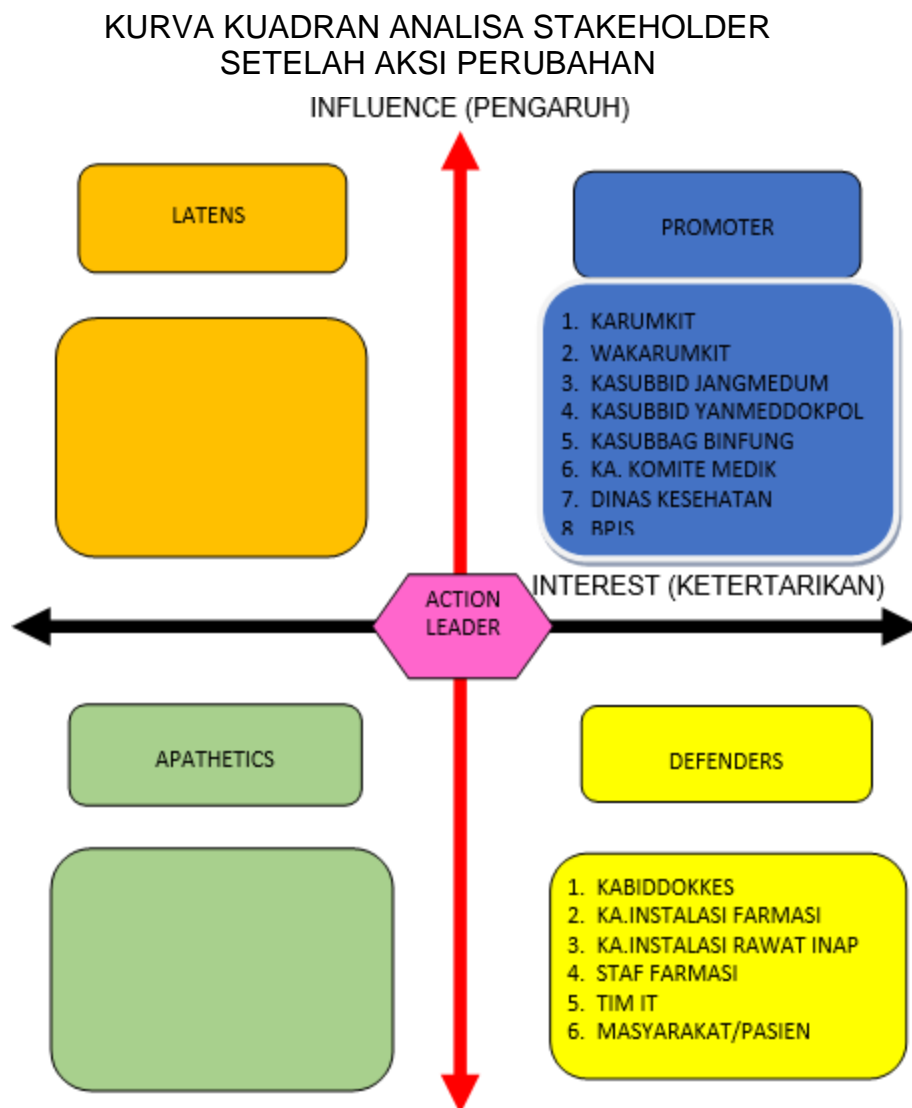 KURVA KUADRAN ANALISA STAKEHOLDER
SETELAH AKSI PERUBAHAN
INFLUENCE (PENGARUH)
LATENS
PROMOTER
1. KARUMKIT
2. WAKARUMKIT
3. KASUBBID JANGMEDUM
4. KASUBBID YANMEDDOKPOL
5. KASUBBAG BINFUNG
6. KA. KOMITE MEDIK
7. DINAS KESEHATAN
8. BPJS
INTEREST (KETERTARIKAN)
ACTION
LEADER
APATHETICS
DEFENDERS
1. KABIDDOKKES
2. KA.INSTALASI FARMASI
3. KA.INSTALASI RAWAT INAP
4. STAF FARMASI
5. TIM IT
6. MASYARAKAT/PASIEN